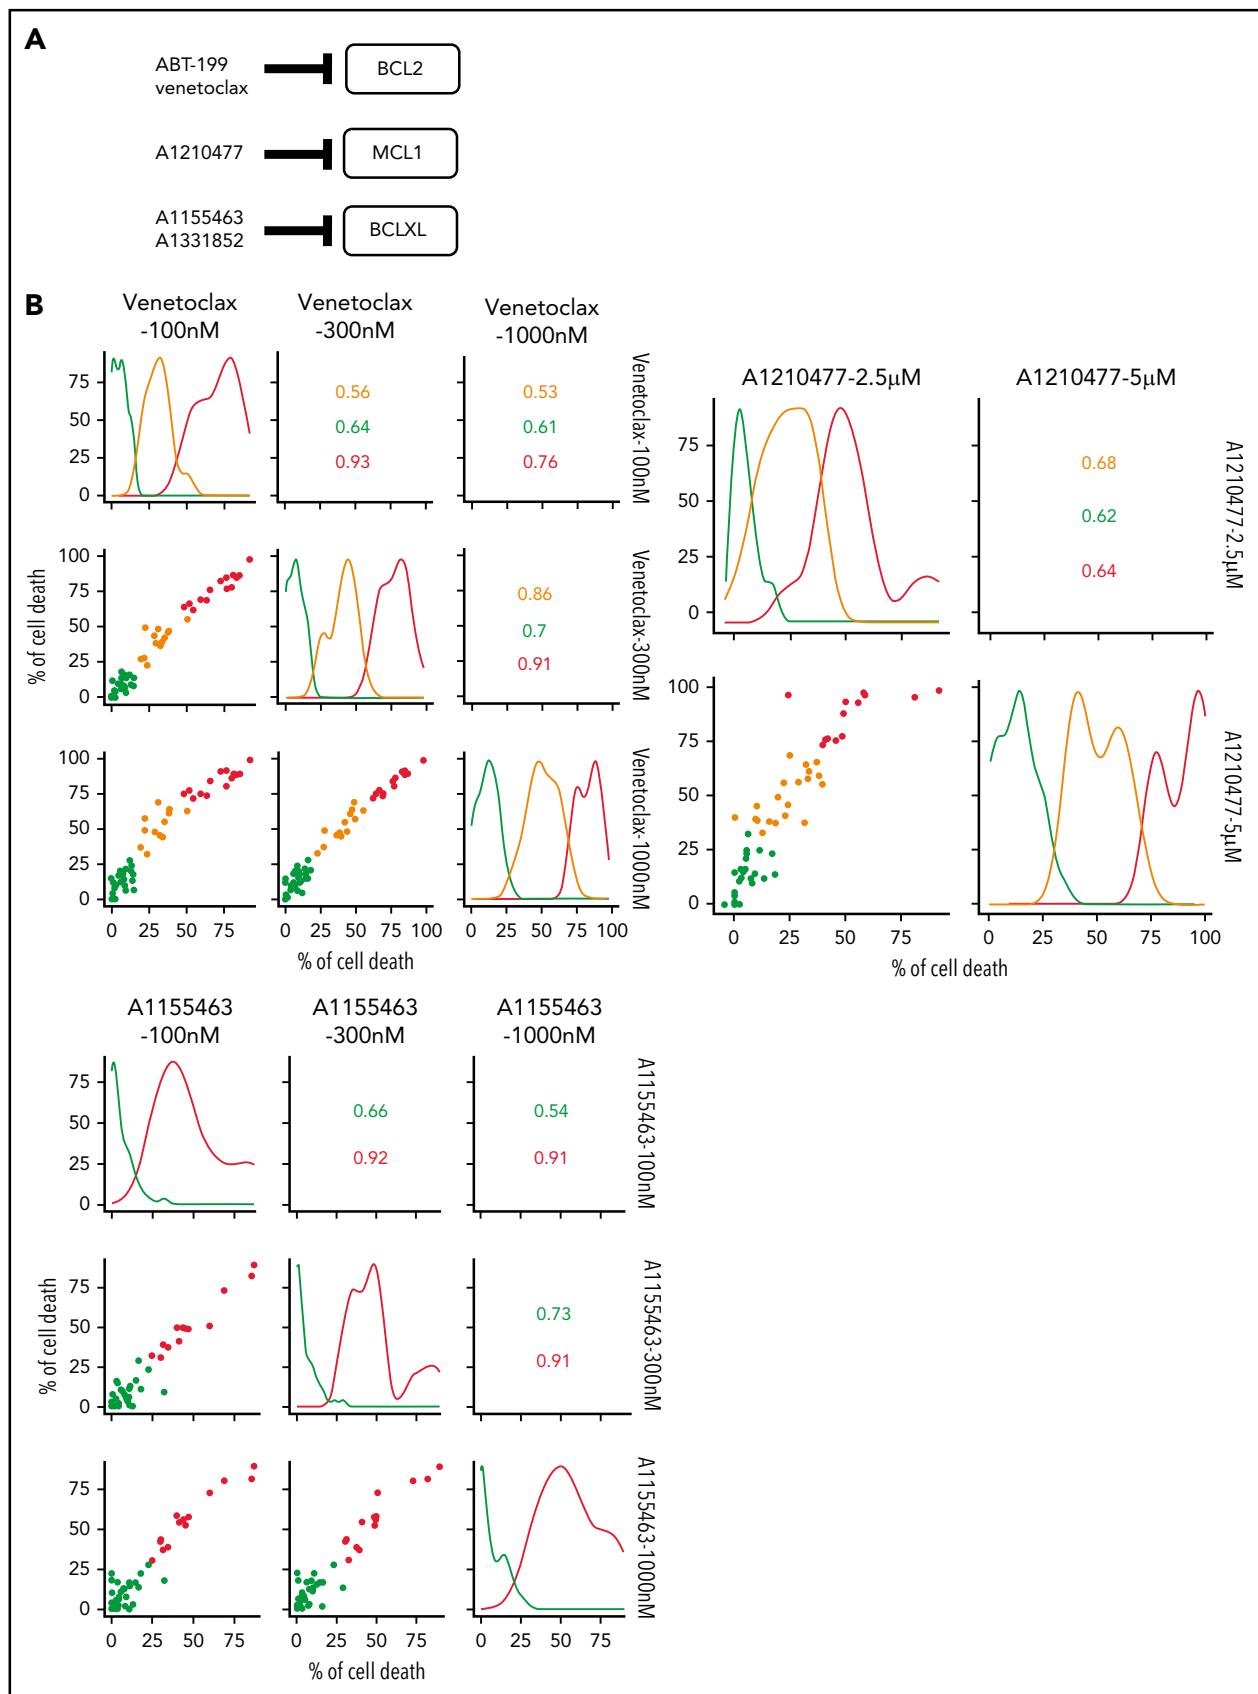 A
ABT-199
venetoclax
BCL2
A1210477
MCL1
A1155463
A1331852
BCLXL
B
Venetoclax
-100nM
Venetoclax
-300nM
Venetoclax
-1000nM
75
50
25
0
0.56
0.64
0.93
0.53
0.61
0.76
Venetoclax-100nM
% of cell death
100
75
50
25
0
0.86
0.7
0.91
Venetoclax-300nM
100
75
50
25
0
Venetoclax-1000nM
0 25 50 75
0 25 50 75 100
0 25 50 75 100
% of cell death
A1210477-2.5μM
A1210477-5μM
75
50
25
0
0.68
0.62
0.64
A1210477-2.5μM
100
75
50
25
0
A1210477-5μM
0 25 50 75
0 25 50 75 100
% of cell death
A1155463
-100nM
A1155463
-300nM
A1155463
-1000nM
75
50
25
0
0.66
0.92
0.54
0.91
A1155463-100nM
% of cell death
75
50
25
0
0.73
0.91
A1155463-300nM
75
50
25
0
A1155463-1000nM
0 25 50 75
0 25 50 75
0 25 50 75
% of cell death